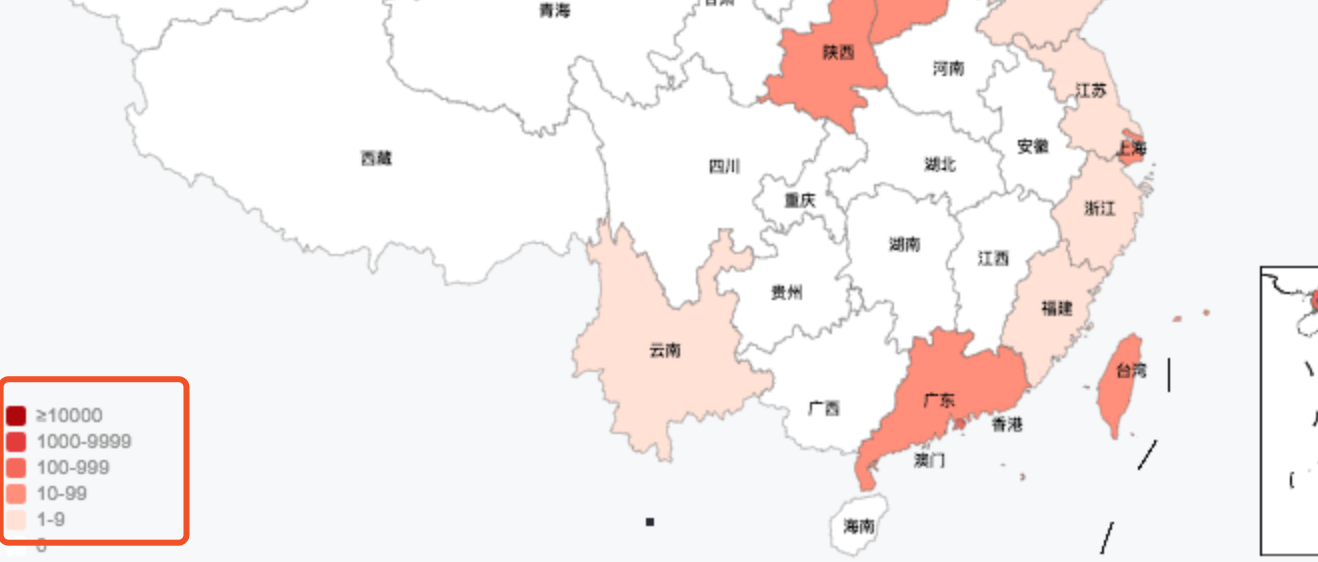 青海
甘肃
陕西
河南
江苏
上海
安徽
西藏
四川
湖北
重庆
浙江
湖南
江西
贵州
福建
云南
台湾
广东
广西
香港
澳门
海南
≥10000
1000-9999
100-999
10-99
1-9
0